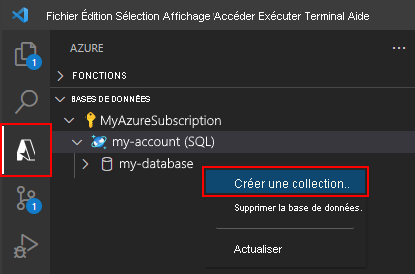 Fichier Édition Sélection Affichage Accéder Exécuter Terminal Aide
AZURE
FONCTIONS
BASES DE DONNÉES
MyAzureSubscription
my-account (SQL)
my-database
Créer une collection..
Supprimer la base de données.
Actualiser
1
1